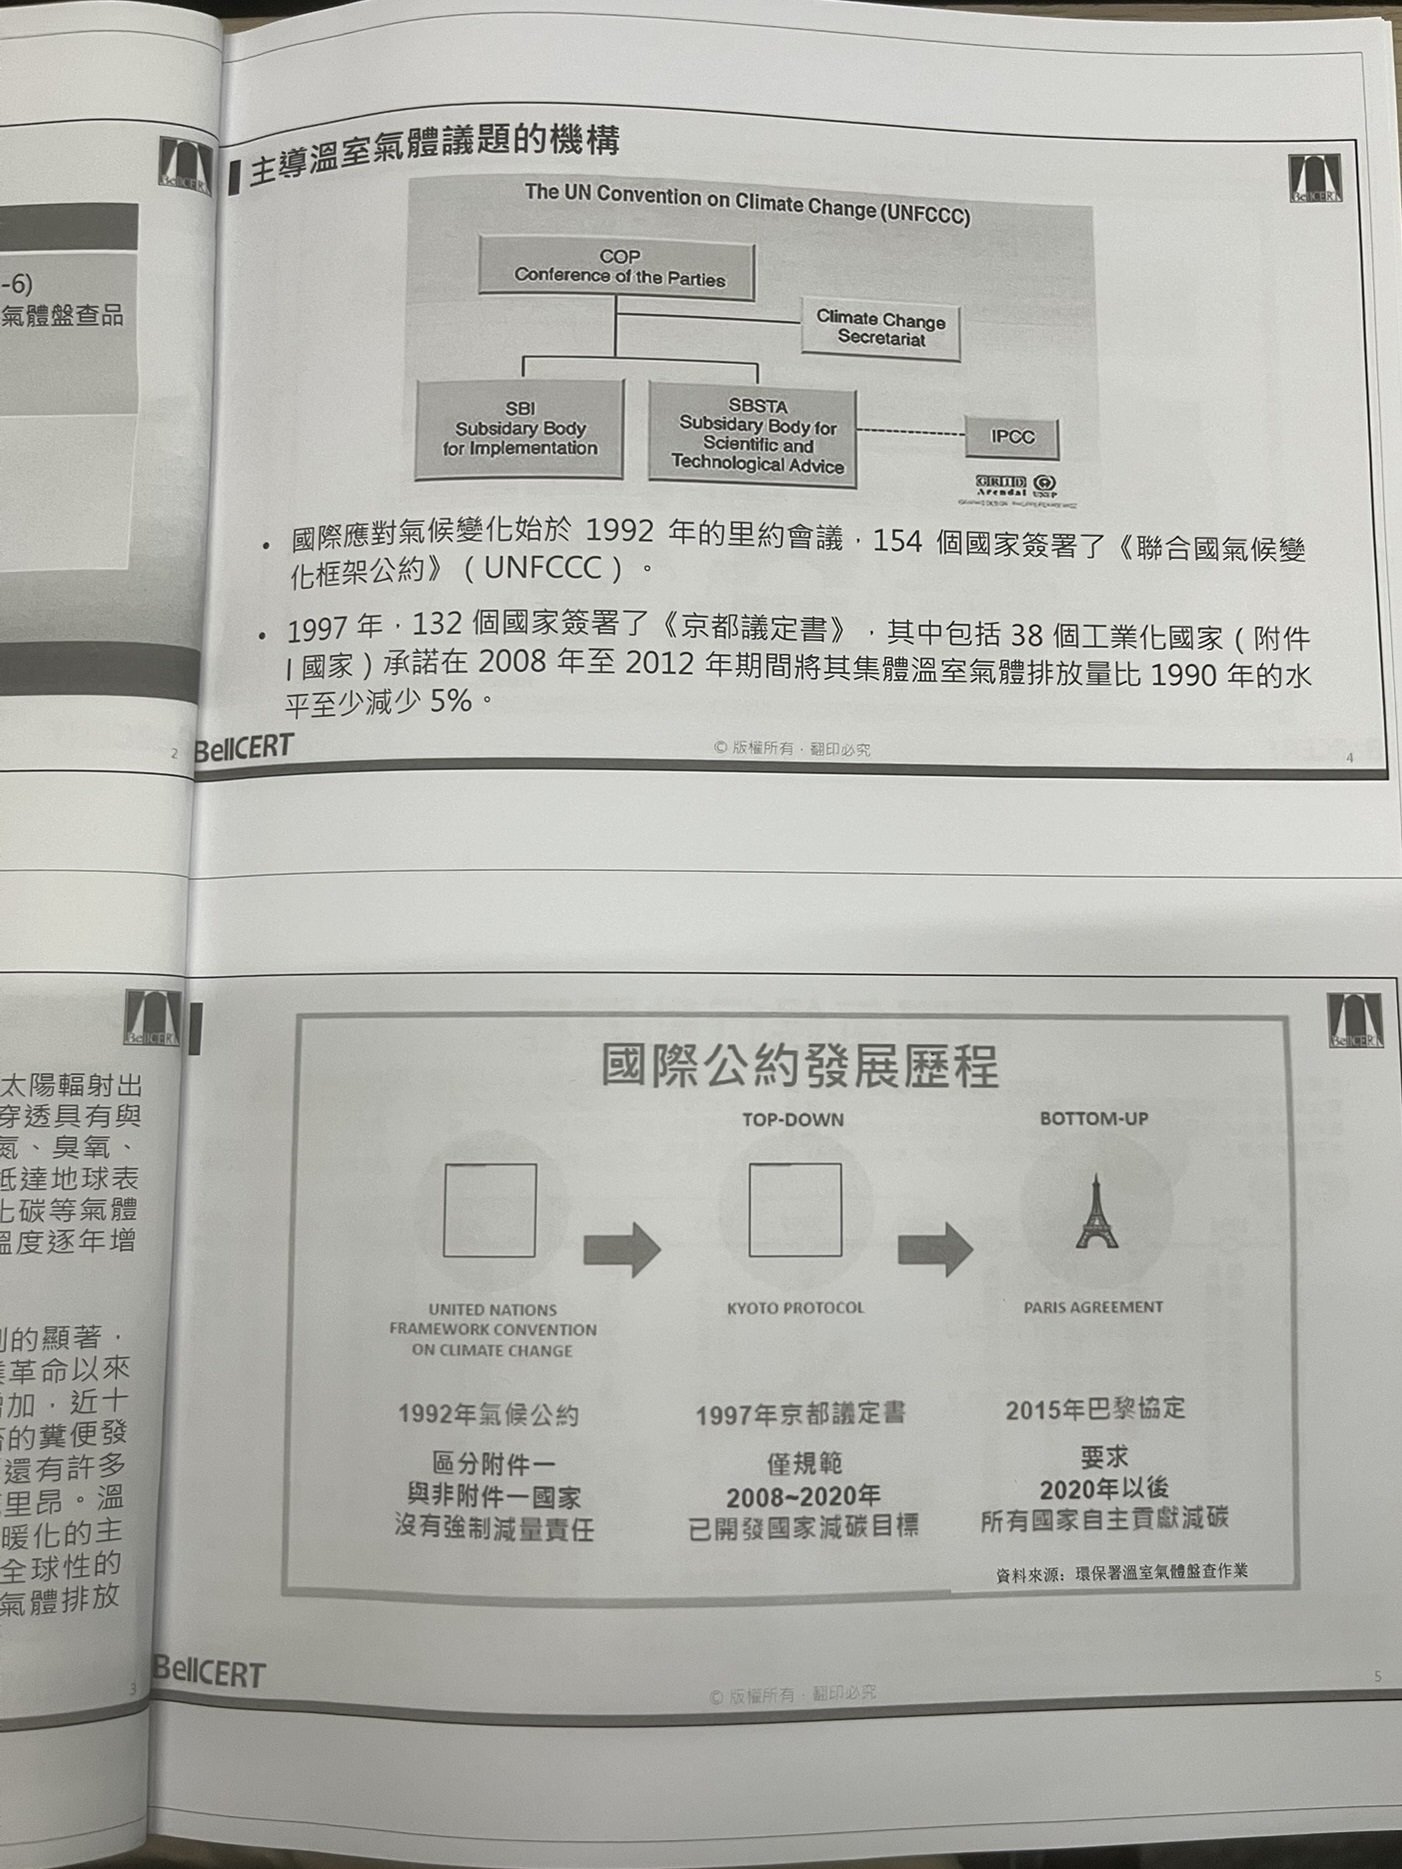 -6)
氣體盤查品
2
太陽輻射出
穿透具有與
氮、臭氧、
抵達地球表
化碳等氣體
溫度逐年增
的顯著，
革命以來
增加，近十
的糞便發
還有許多
里昂。溫
暖化的主
全球性的
氣體排放
3
主導溫室氣體議題的機構
BellCERT
BellCERT
The UN Convention on Climate Change (UNFCCC)
COP
Conference of the Parties
Climate Change
Secretariat
SBI
Subsidary Body
for Implementation
SBSTA
Subsidary Body for
Scientific and
Technological Advice
IPCC
GRID
Arendal UNEP
• 國際應對氣候變化始於 1992 年的里約會議，154 個國家簽署了《聯合國氣候變
化框架公約》（UNFCCC）。
• 1997 年，132 個國家簽署了《京都議定書》，其中包括 38 個工業化國家（附件
I 國家）承諾在 2008 年至 2012 年期間將其集體溫室氣體排放量比 1990 年的水
平至少減少 5%。
BellCERT
© 版權所有，翻印必究
4
BellCERT
BellCERT
國際公約發展歷程
TOP-DOWN
BOTTOM-UP
UNITED NATIONS
FRAMEWORK CONVENTION
ON CLIMATE CHANGE
KYOTO PROTOCOL
PARIS AGREEMENT
1992年氣候公約
區分附件一
與非附件一國家
沒有強制減量責任
1997年京都議定書
僅規範
2008~2020年
已開發國家減碳目標
2015年巴黎協定
要求
2020年以後
所有國家自主貢獻減碳
資料來源：環保署溫室氣體盤查作業
BellCERT
© 版權所有，翻印必究
5